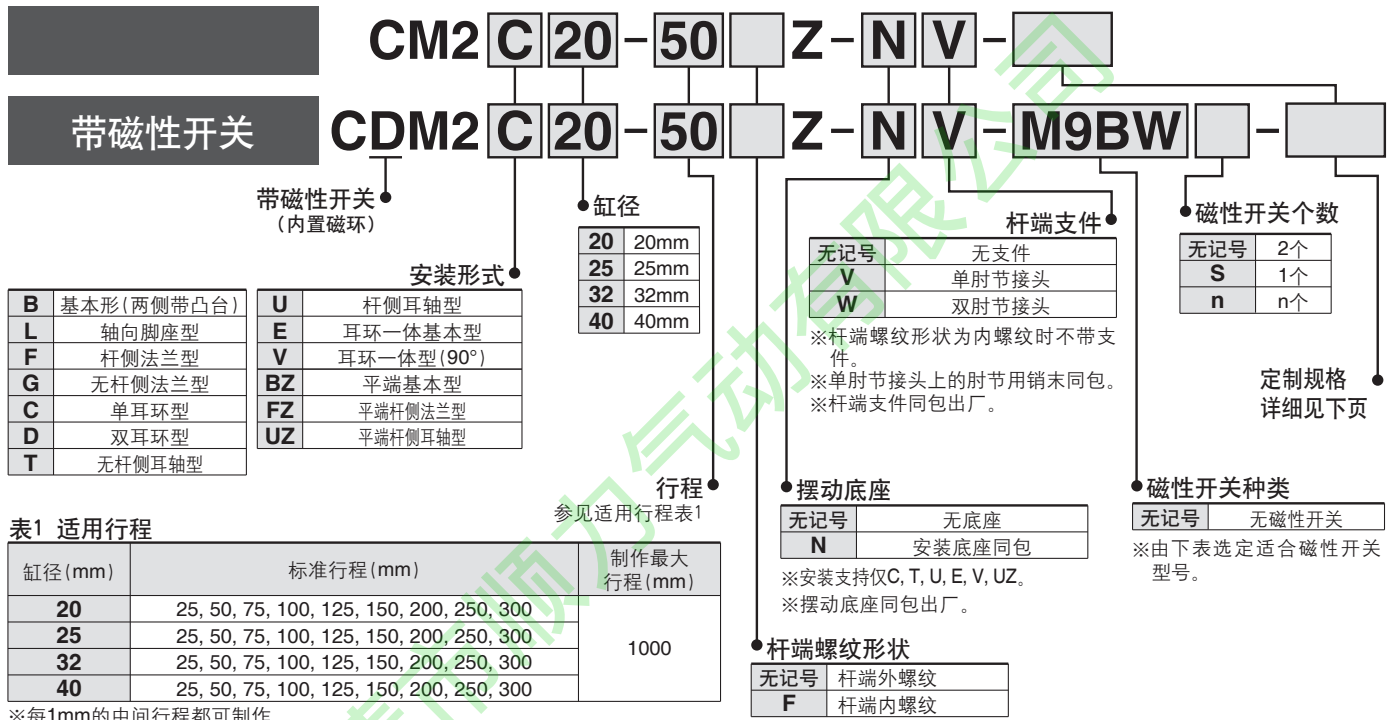 CM2 C 20-50 Z-N V-
带磁性开关 CDM2 C 20-50 Z-N V-M9BW -
带磁性开关
(内置磁环)
安装形式
B 基本形(两侧带凸台)
L 轴向脚座型
F 杆侧法兰型
G 无杆侧法兰型
C 单耳环型
D 双耳环型
T 无杆侧耳轴型
U 杆侧耳轴型
E 耳环一体基本型
V 耳环一体型(90°)
BZ 平端基本型
FZ 平端杆侧法兰型
UZ 平端杆侧耳轴型
缸径
20 20mm
25 25mm
32 32mm
40 40mm
杆端支件
无记号 无支件
V 单肘节接头
W 双肘节接头
※杆端螺纹形状为内螺纹时不带支
件。
※单肘节接头上的肘节用销末同包。
※杆端支件同包出厂。
磁性开关个数
无记号 2个
S 1个
n n个
定制规格
详细见下页
行程
参见适用行程表1
摆动底座
无记号 无底座
N 安装底座同包
※安装支持仅C, T, U, E, V, UZ。
※摆动底座同包出厂。
磁性开关种类
无记号 无磁性开关
※由下表选定适合磁性开关
型号。
杆端螺纹形状
无记号 杆端外螺纹
F 杆端内螺纹
表1 适用行程
缸径(mm) 标准行程(mm) 制作最大
行程(mm)
20 25, 50, 75, 100, 125, 150, 200, 250, 300
25 25, 50, 75, 100, 125, 150, 200, 250, 300
32 25, 50, 75, 100, 125, 150, 200, 250, 300
40 25, 50, 75, 100, 125, 150, 200, 250, 300
1000
※每1mm的中间行程都可制作
市顺力气动有限公司